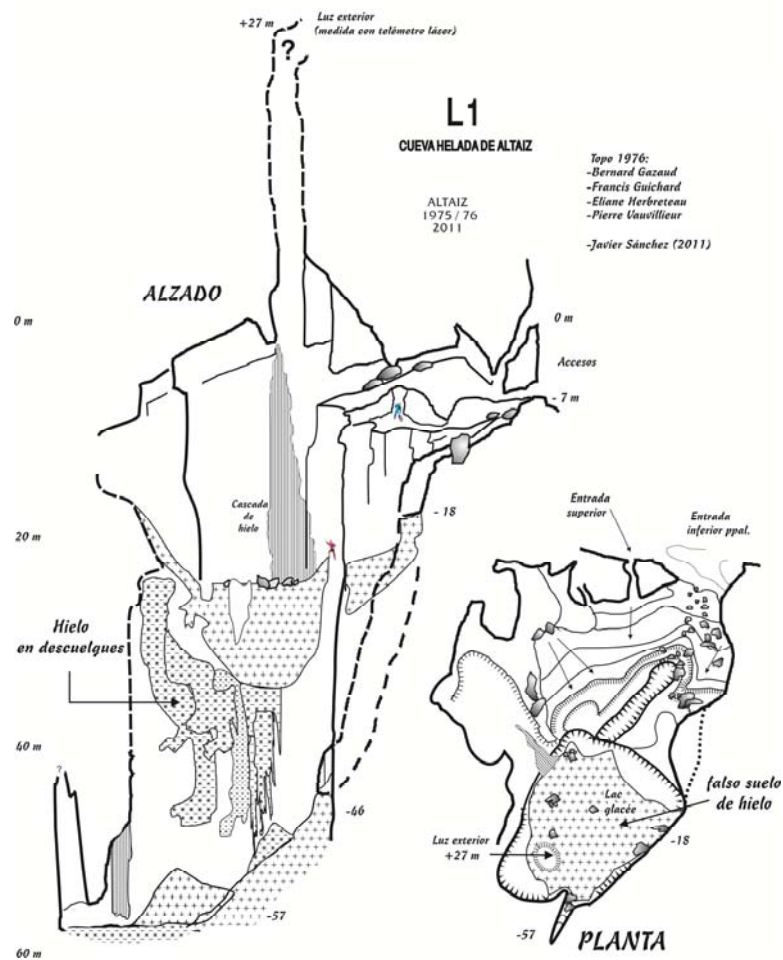 +27 m
Luz exterior
(medida con telémetro láser)
?
L1
CUEVA HELADA DE ALTAIZ
ALTAIZ
1975 / 76
2011
Topo 1976:
-Bernard Gazaud
-Francis Guichard
-Eliane Herbreteau
-Pierre Vauvillieur
-Javier Sánchez (2011)
ALZADO
0 m
0 m
Accesos
- 7 m
Cascada
de
hielo
- 18
20 m
Entrada
superior
Entrada
inferior ppal.
Hielo
en descuelgues
40 m
?
-46
-57
60 m
Lac
glacée
falso suelo
de hielo
-18
Luz exterior
+27 m
-57
PLANTA